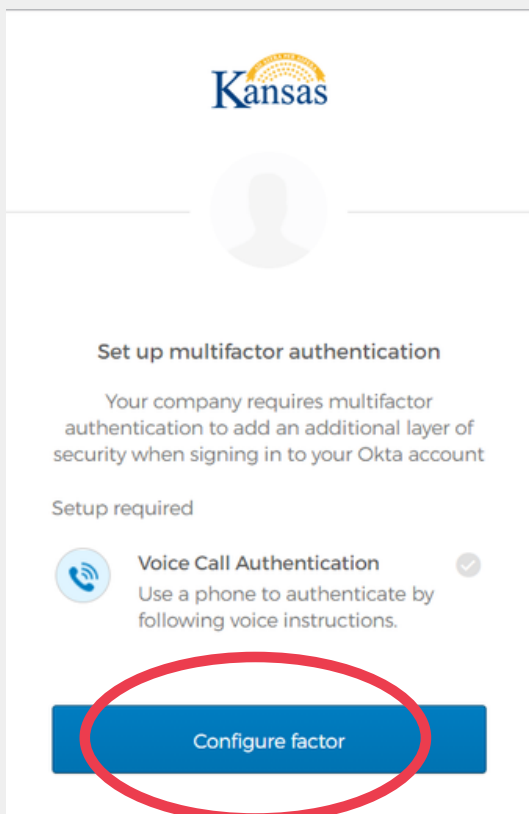 Kansas
Set up multifactor authentication
Your company requires multifactor
authentication to add an additional layer of
security when signing in to your Okta account
Setup required
Voice Call Authentication
Use a phone to authenticate by
following voice instructions.
Configure factor